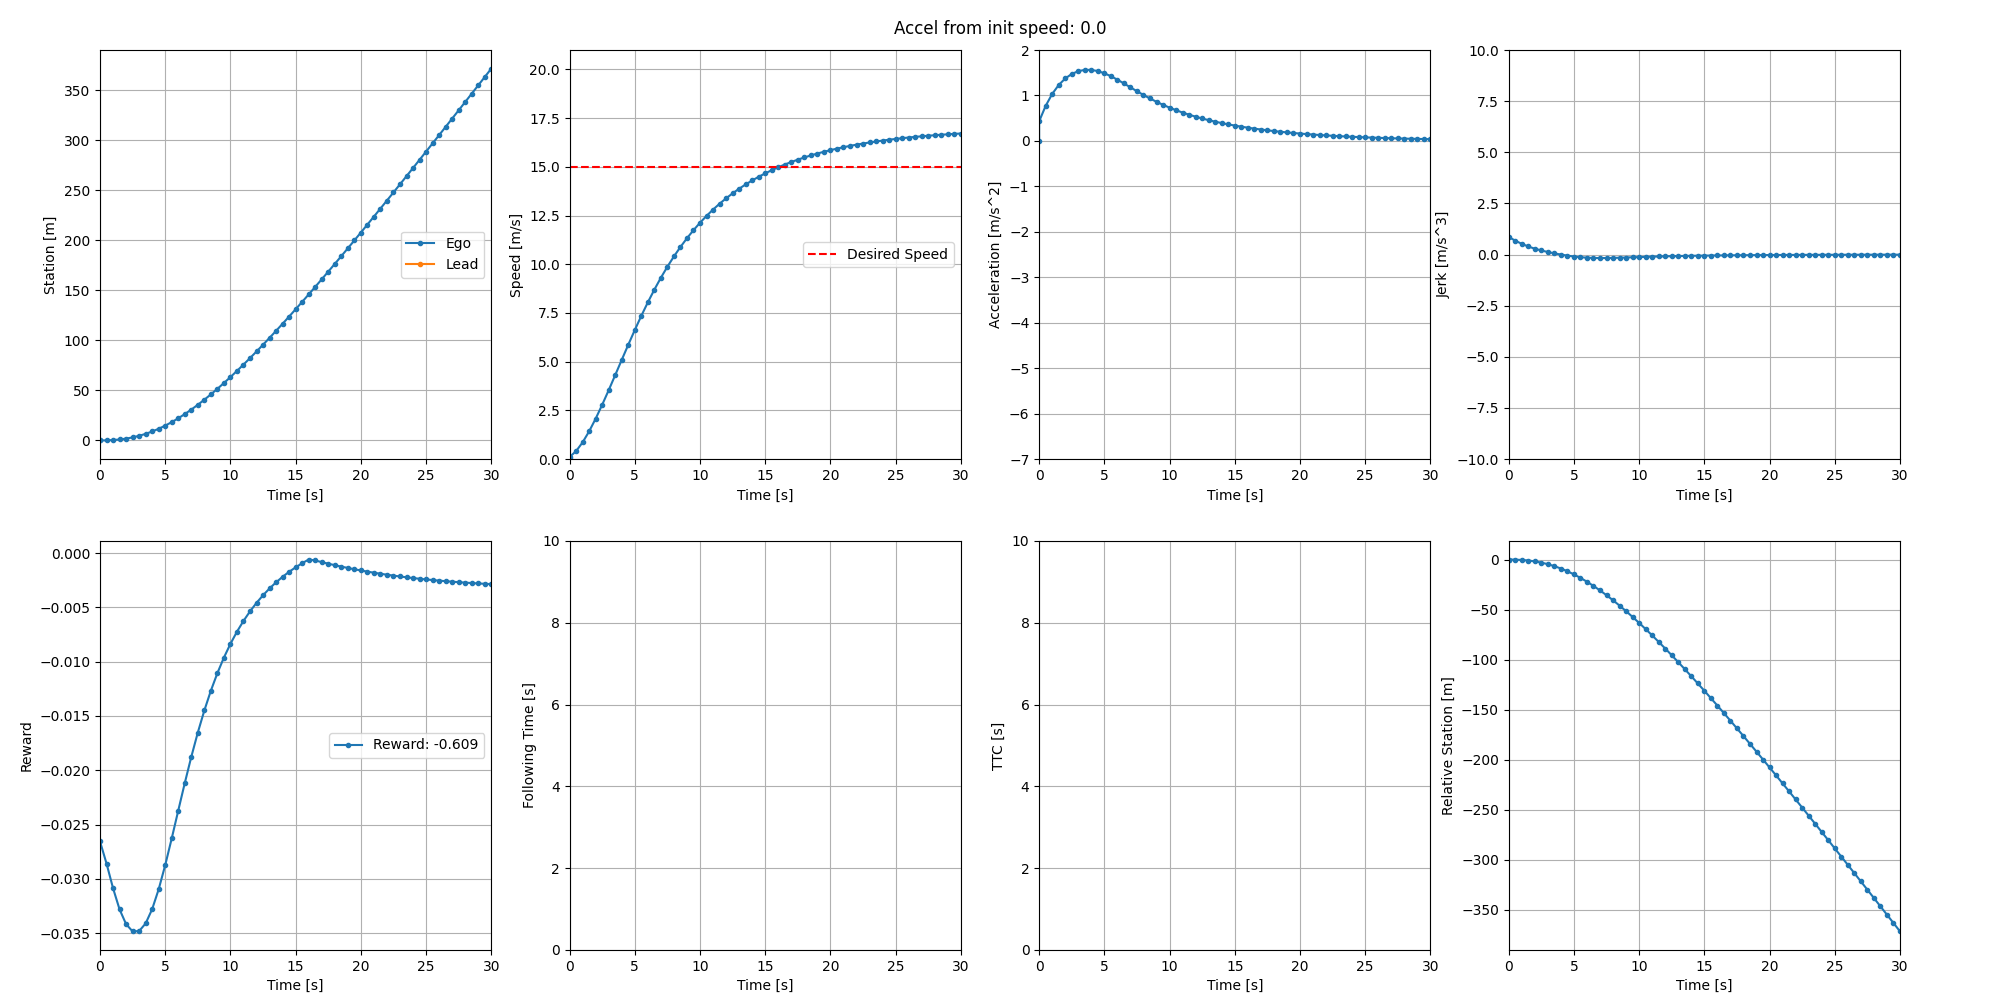 Accel from init speed: 0.0
Station [m]
350
300
250
200
150
100
50
0
0 5 10 15 20 25 30
Time [s]
Ego
Lead
Speed [m/s]
20.0
17.5
15.0
12.5
10.0
7.5
5.0
2.5
0.0
0 5 10 15 20 25 30
Time [s]
Desired Speed
Acceleration [m/s^2]
2
1
0
−1
−2
−3
−4
−5
−6
−7
0 5 10 15 20 25 30
Time [s]
Jerk [m/s^3]
10.0
7.5
5.0
2.5
0.0
−2.5
−5.0
−7.5
−10.0
0 5 10 15 20 25 30
Time [s]
Reward
0.000
−0.005
−0.010
−0.015
−0.020
−0.025
−0.030
−0.035
0 5 10 15 20 25 30
Time [s]
Reward: -0.609
Following Time [s]
10
8
6
4
2
0
0 5 10 15 20 25 30
Time [s]
TTC [s]
10
8
6
4
2
0
0 5 10 15 20 25 30
Time [s]
Relative Station [m]
0
−50
−100
−150
−200
−250
−300
−350
0 5 10 15 20 25 30
Time [s]